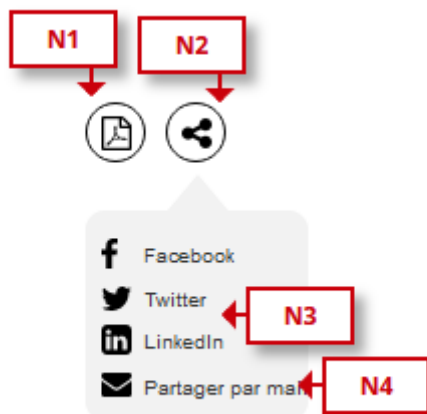 N1
N2
Facebook
Twitter
N3
LinkedIn
Partager par mail
N4